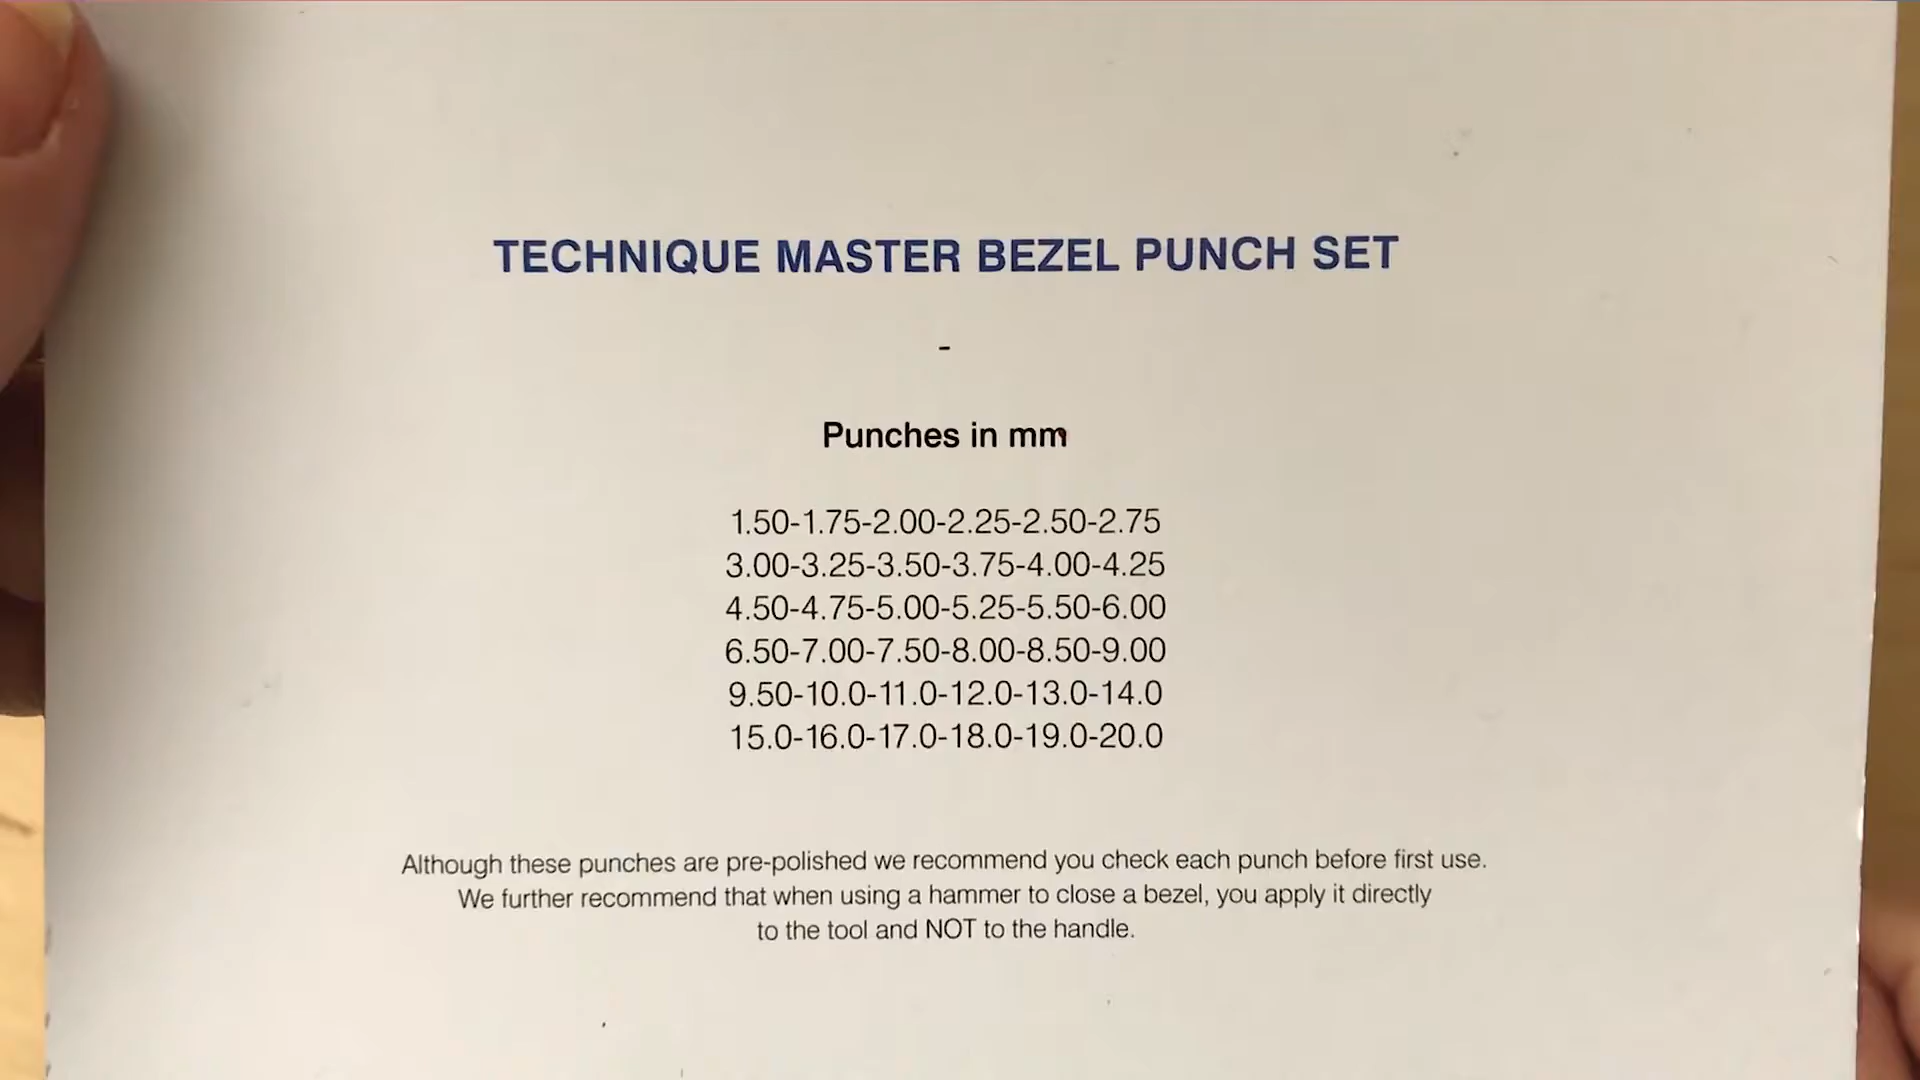 TECHNIQUE MASTER BEZEL PUNCH SET
-
Punches in mm
1.50-1.75-2.00-2.25-2.50-2.75
3.00-3.25-3.50-3.75-4.00-4.25
4.50-4.75-5.00-5.25-5.50-6.00
6.50-7.00-7.50-8.00-8.50-9.00
9.50-10.0-11.0-12.0-13.0-14.0
15.0-16.0-17.0-18.0-19.0-20.0
Although these punches are pre-polished we recommend you check each punch before first use.
We further recommend that when using a hammer to close a bezel, you apply it directly
to the tool and NOT to the handle.